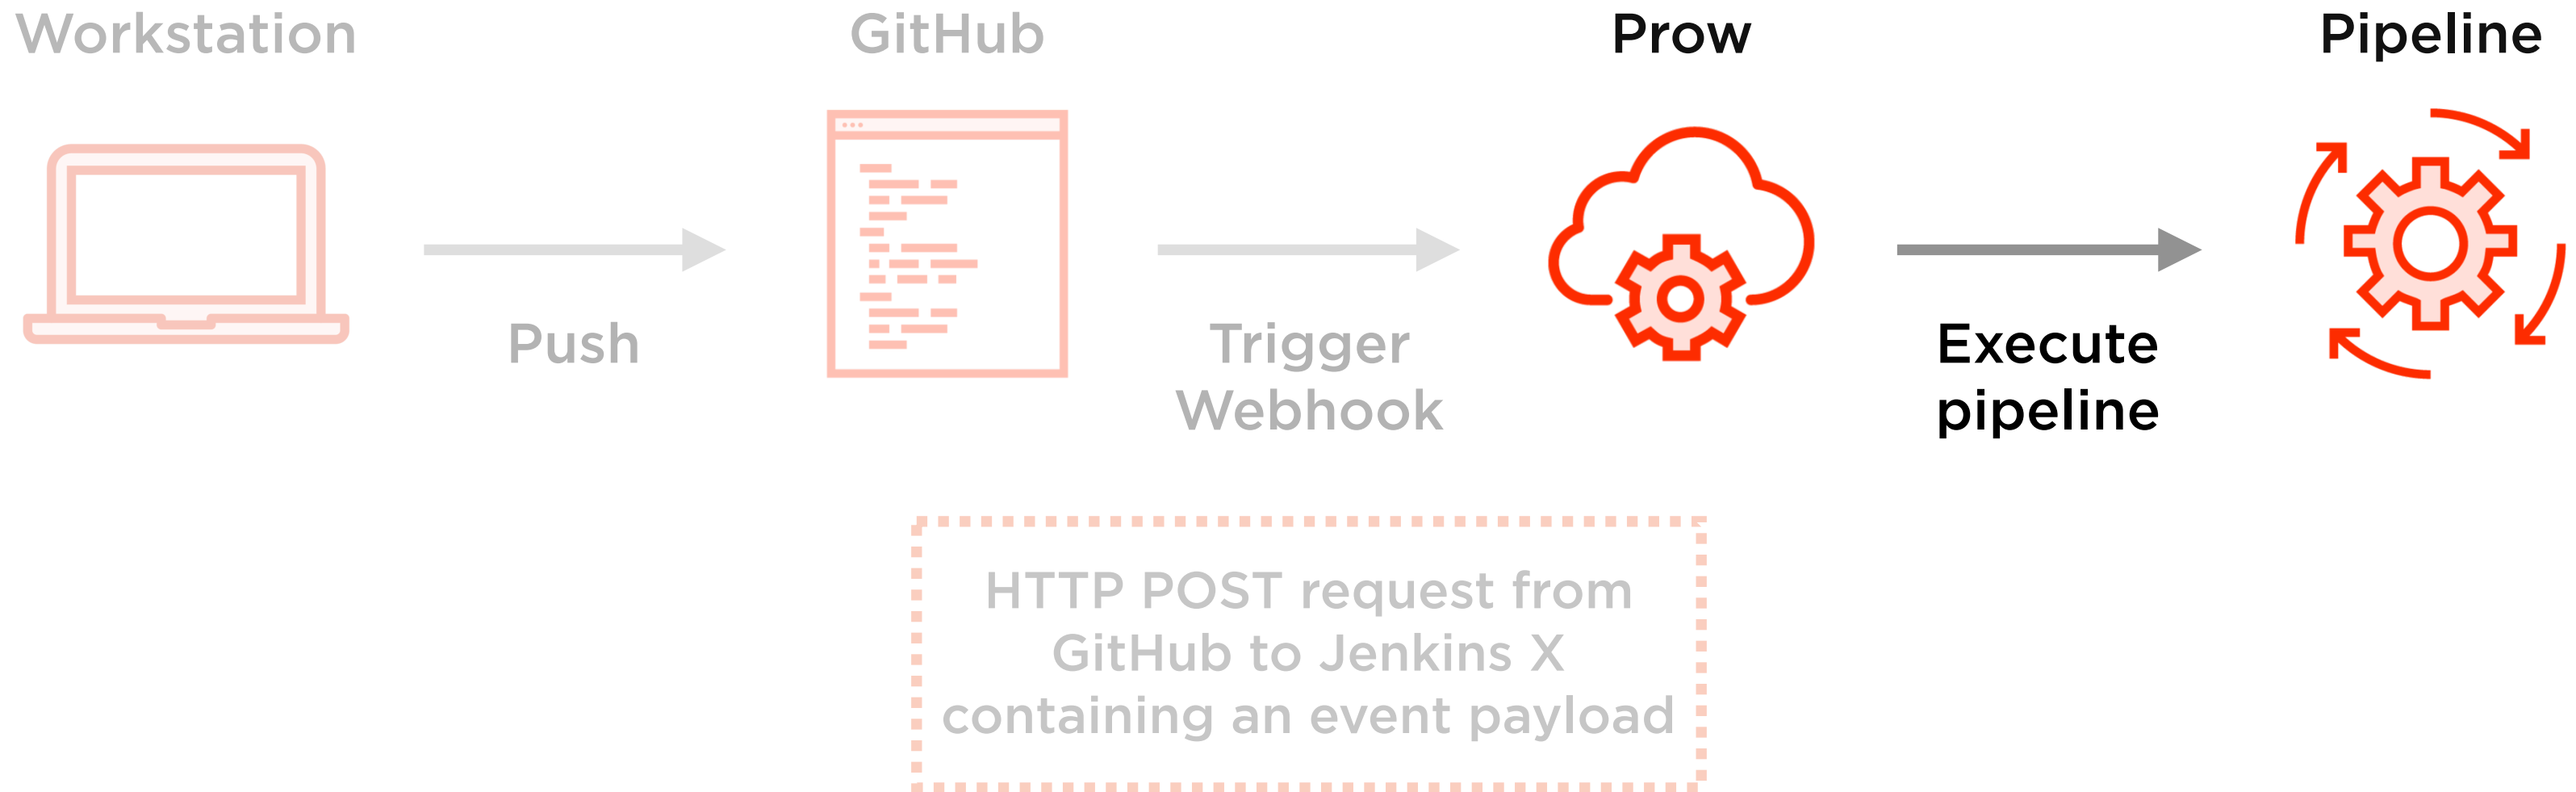 Workstation
GitHub
Prow
Pipeline
Push
Trigger
Webhook
Execute
pipeline
HTTP POST request from
GitHub to Jenkins X
containing an event payload